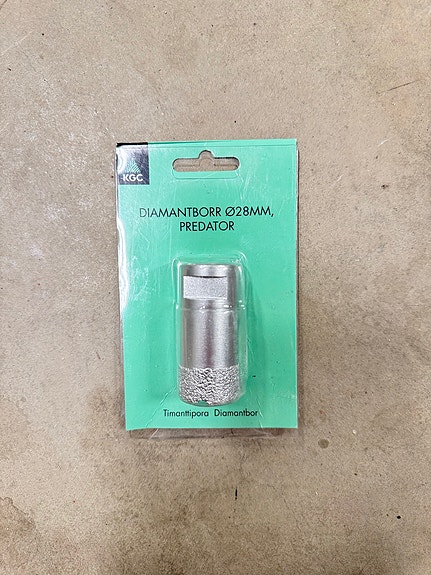 KGC
DIAMANTBORR Ø28MM,
PREDATOR
Timanttipora Diamantbor